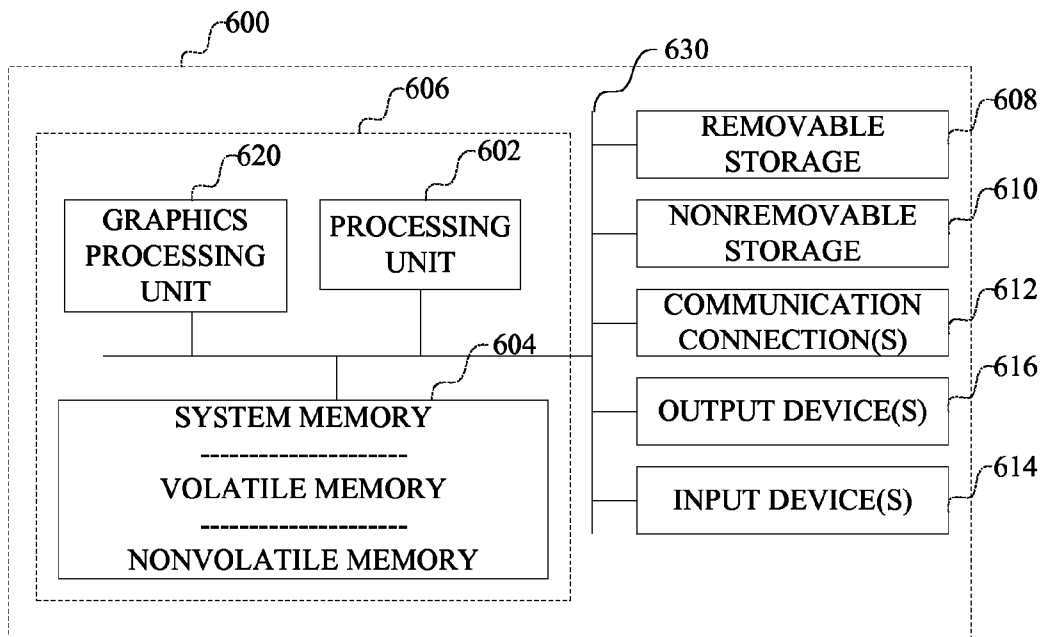 600
630
606
608
REMOVABLE
STORAGE
620
602
GRAPHICS
PROCESSING
UNIT
PROCESSING
UNIT
610
NONREMOVABLE
STORAGE
612
COMMUNICATION
CONNECTION(S)
604
616
OUTPUT DEVICE(S)
SYSTEM MEMORY
VOLATILE MEMORY
NONVOLATILE MEMORY
614
INPUT DEVICE(S)